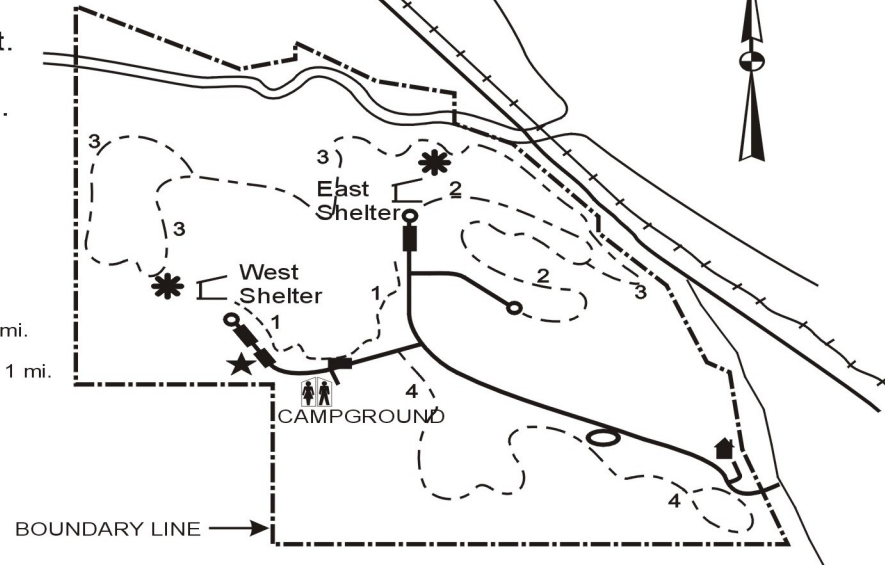 t.
.
3
3
East
Shelter
2
3
West
Shelter
1
1
2
3
mi.
1 mi.
4
CAMPGROUND
4
BOUNDARY LINE